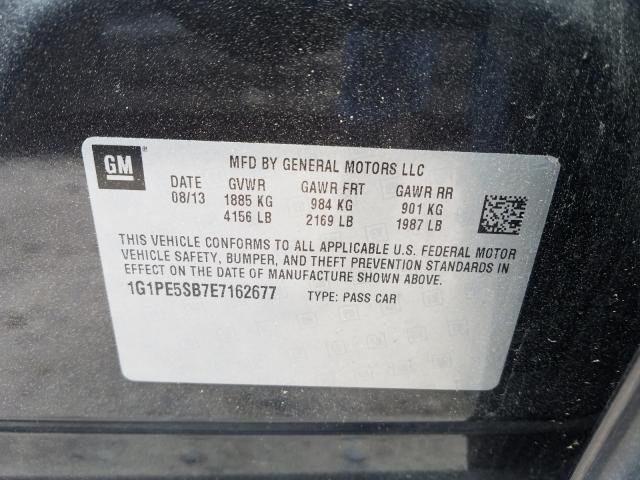 GM
MFD BY GENERAL MOTORS LLC
DATE GVWR GAWR FRT GAWR RR
08/13 1885 KG 984 KG 901 KG
4156 LB 2169 LB 1987 LB
THIS VEHICLE CONFORMS TO ALL APPLICABLE U.S. FEDERAL MOTOR
VEHICLE SAFETY, BUMPER, AND THEFT PREVENTION STANDARDS IN
EFFECT ON THE DATE OF MANUFACTURE SHOWN ABOVE.
1G1PE5SB7E7162677 TYPE: PASS CAR